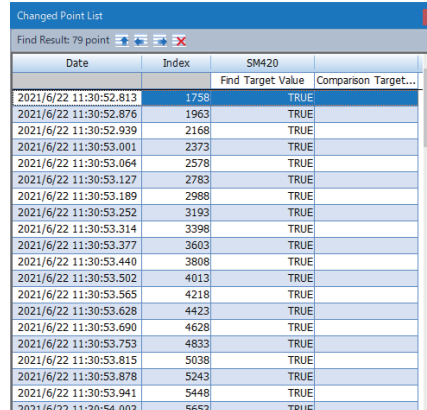 Changed Point List
Find Result: 79 point
Date Index SM420
Find Target Value Comparison Target...
2021/6/22 11:30:52.813 1758 TRUE
2021/6/22 11:30:52.876 1963 TRUE
2021/6/22 11:30:52.939 2168 TRUE
2021/6/22 11:30:53.001 2373 TRUE
2021/6/22 11:30:53.064 2578 TRUE
2021/6/22 11:30:53.127 2783 TRUE
2021/6/22 11:30:53.189 2988 TRUE
2021/6/22 11:30:53.252 3193 TRUE
2021/6/22 11:30:53.314 3398 TRUE
2021/6/22 11:30:53.377 3603 TRUE
2021/6/22 11:30:53.440 3808 TRUE
2021/6/22 11:30:53.502 4013 TRUE
2021/6/22 11:30:53.565 4218 TRUE
2021/6/22 11:30:53.628 4423 TRUE
2021/6/22 11:30:53.690 4628 TRUE
2021/6/22 11:30:53.753 4833 TRUE
2021/6/22 11:30:53.815 5038 TRUE
2021/6/22 11:30:53.878 5243 TRUE
2021/6/22 11:30:53.941 5448 TRUE
2021/6/22 11:30:54.003 5653 TRUE